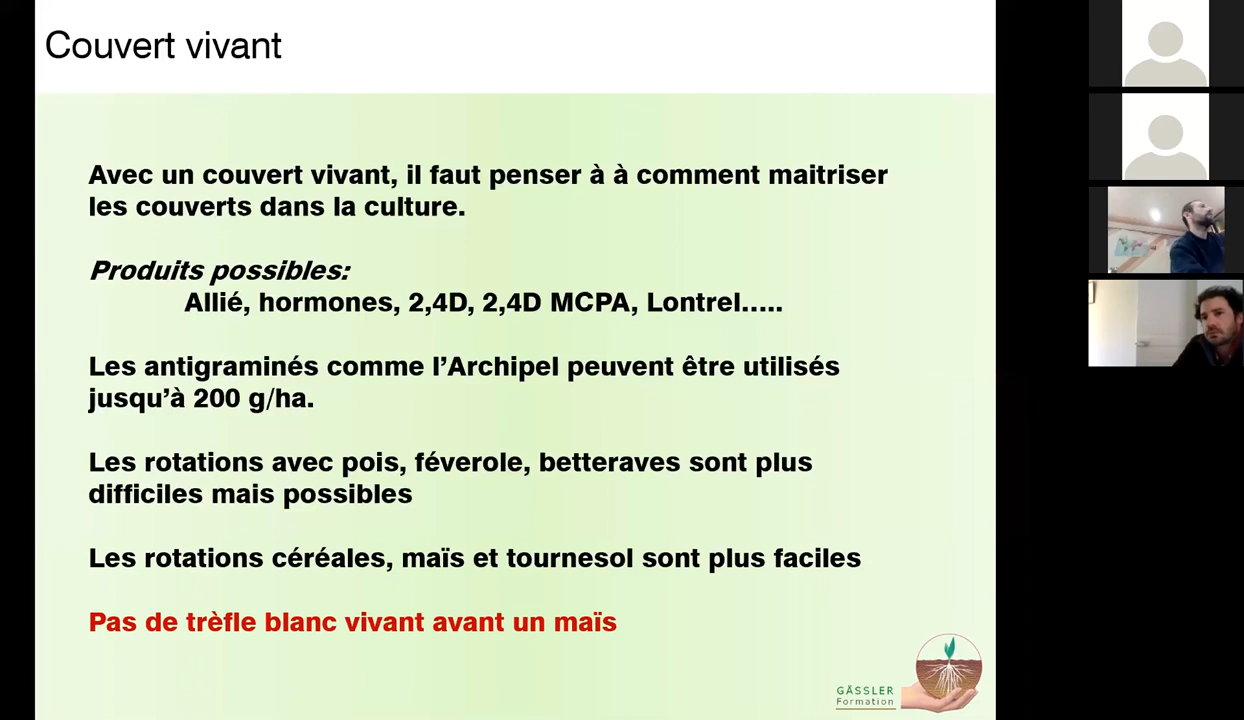 Couvert vivant
Avec un couvert vivant, il faut penser à à comment maitriser
les couverts dans la culture.
Produits possibles:
Allié, hormones, 2,4D, 2,4D MCPA, Lontrel.....
Les antigraminés comme l’Archipel peuvent être utilisés
jusqu’à 200 g/ha.
Les rotations avec pois, féverole, betteraves sont plus
difficiles mais possibles
Les rotations céréales, maïs et tournesol sont plus faciles
Pas de trèfle blanc vivant avant un maïs
GÄSSLER
Formation